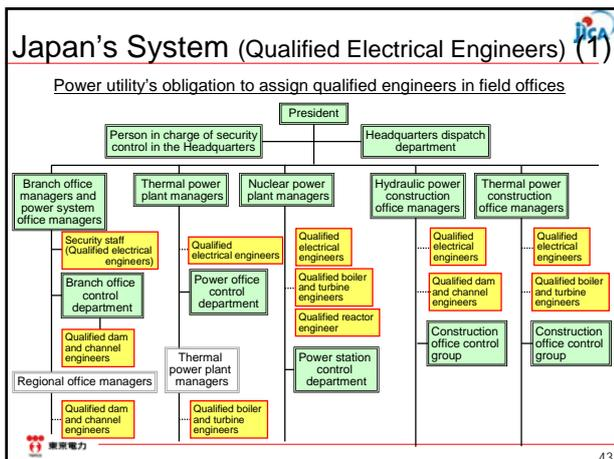 Japan's System (Qualified Electrical Engineers) (1)
jICA
Power utility's obligation to assign qualified engineers in field offices
President
Person in charge of security
control in the Headquarters
Headquarters dispatch
department
Branch office
managers and
power system
office managers
Thermal power
plant managers
Nuclear power
plant managers
Hydraulic power
construction
office managers
Thermal power
construction
office managers
Security staff
(Qualified electrical
engineers)
Branch office
control
department
Qualified dam
and channel
engineers
Regional office managers
Qualified dam
and channel
engineers
Qualified
electrical engineers
Power office
control
department
Thermal
power plant
managers
Qualified boiler
and turbine
engineers
Qualified
electrical
engineers
Qualified boiler
and turbine
engineers
Qualified reactor
engineer
Power station
control
department
Qualified
electrical
engineers
Qualified dam
and channel
engineers
Construction
office control
group
Qualified
electrical
engineers
Qualified boiler
and turbine
engineers
Construction
office control
group
TEPCO
東京電力
43